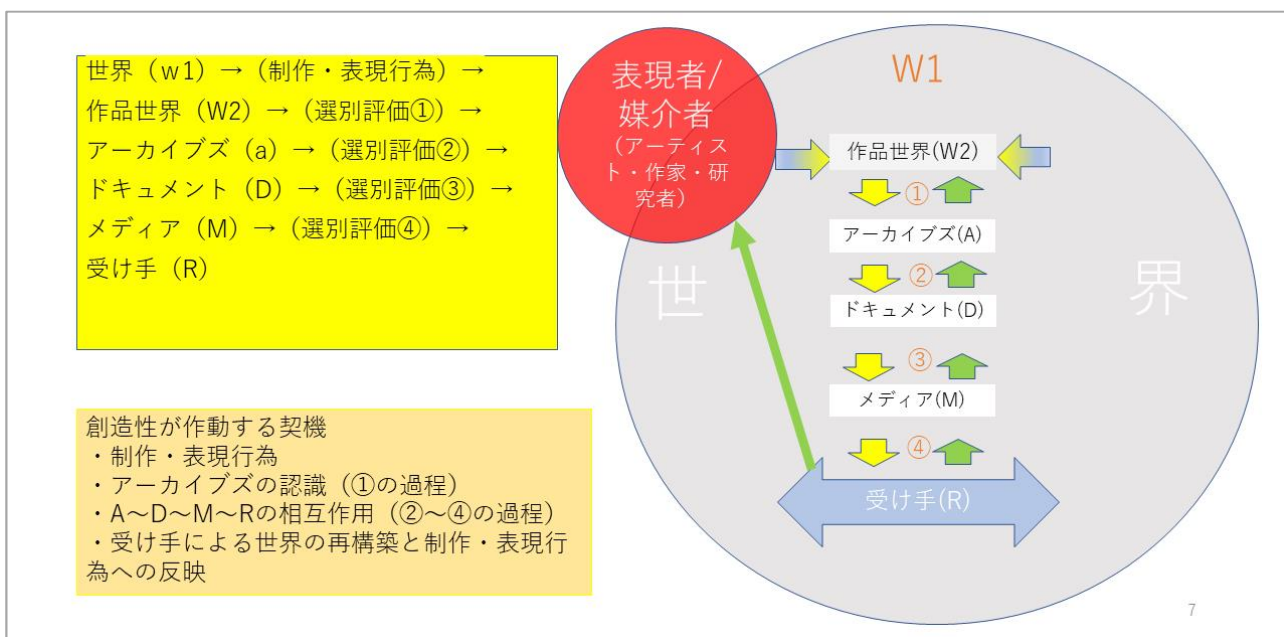 世界（w1）→（制作・表現行為）→
作品世界（W2）→（選別評価①）→
アーカイブズ（a）→（選別評価②）→
ドキュメント（D）→（選別評価③）→
メディア（M）→（選別評価④）→
受け手（R）
創造性が作動する契機
・制作・表現行為
・アーカイブズの認識（①の過程）
・A～D～M～Rの相互作用（②～④の過程）
・受け手による世界の再構築と制作・表現行
為への反映
表現者/
媒介者
（アーティス
ト・作家・研
究者）
W1
作品世界(W2)
①
アーカイブズ(A)
②
世 界
ドキュメント(D)
③
メディア(M)
④
受け手(R)
7